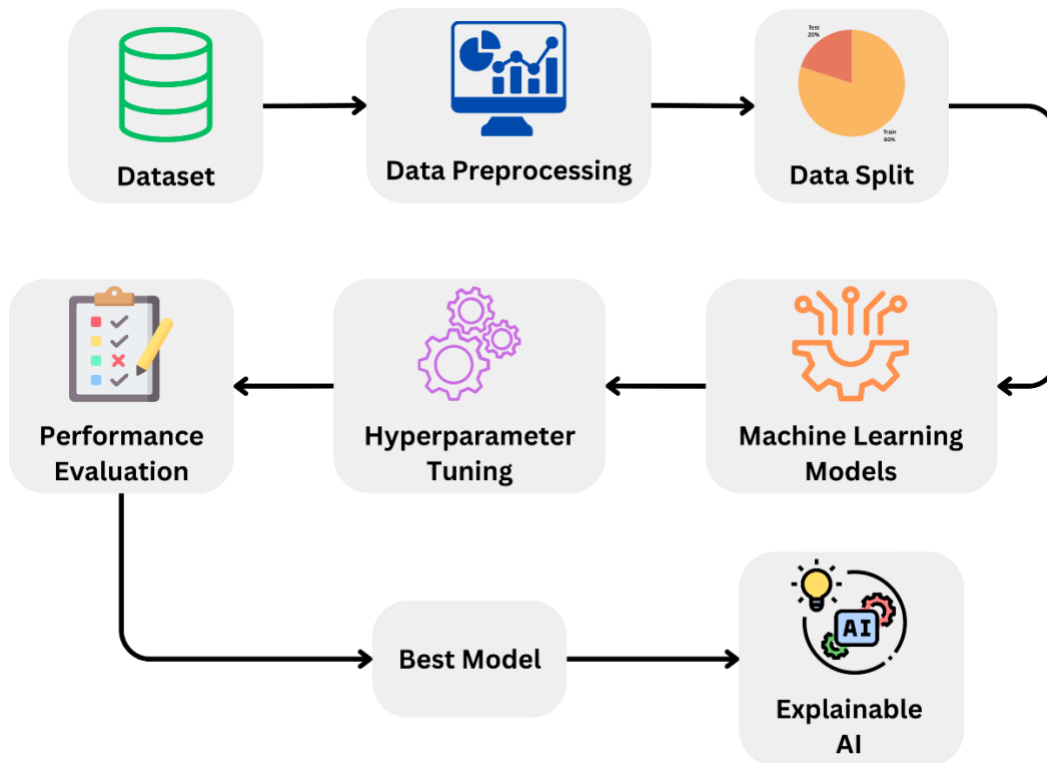 Test
20%
Train
80%
Dataset
Data Preprocessing
Data Split
Performance
Evaluation
Hyperparameter
Tuning
Machine Learning
Models
Best Model
AI
Explainable
AI